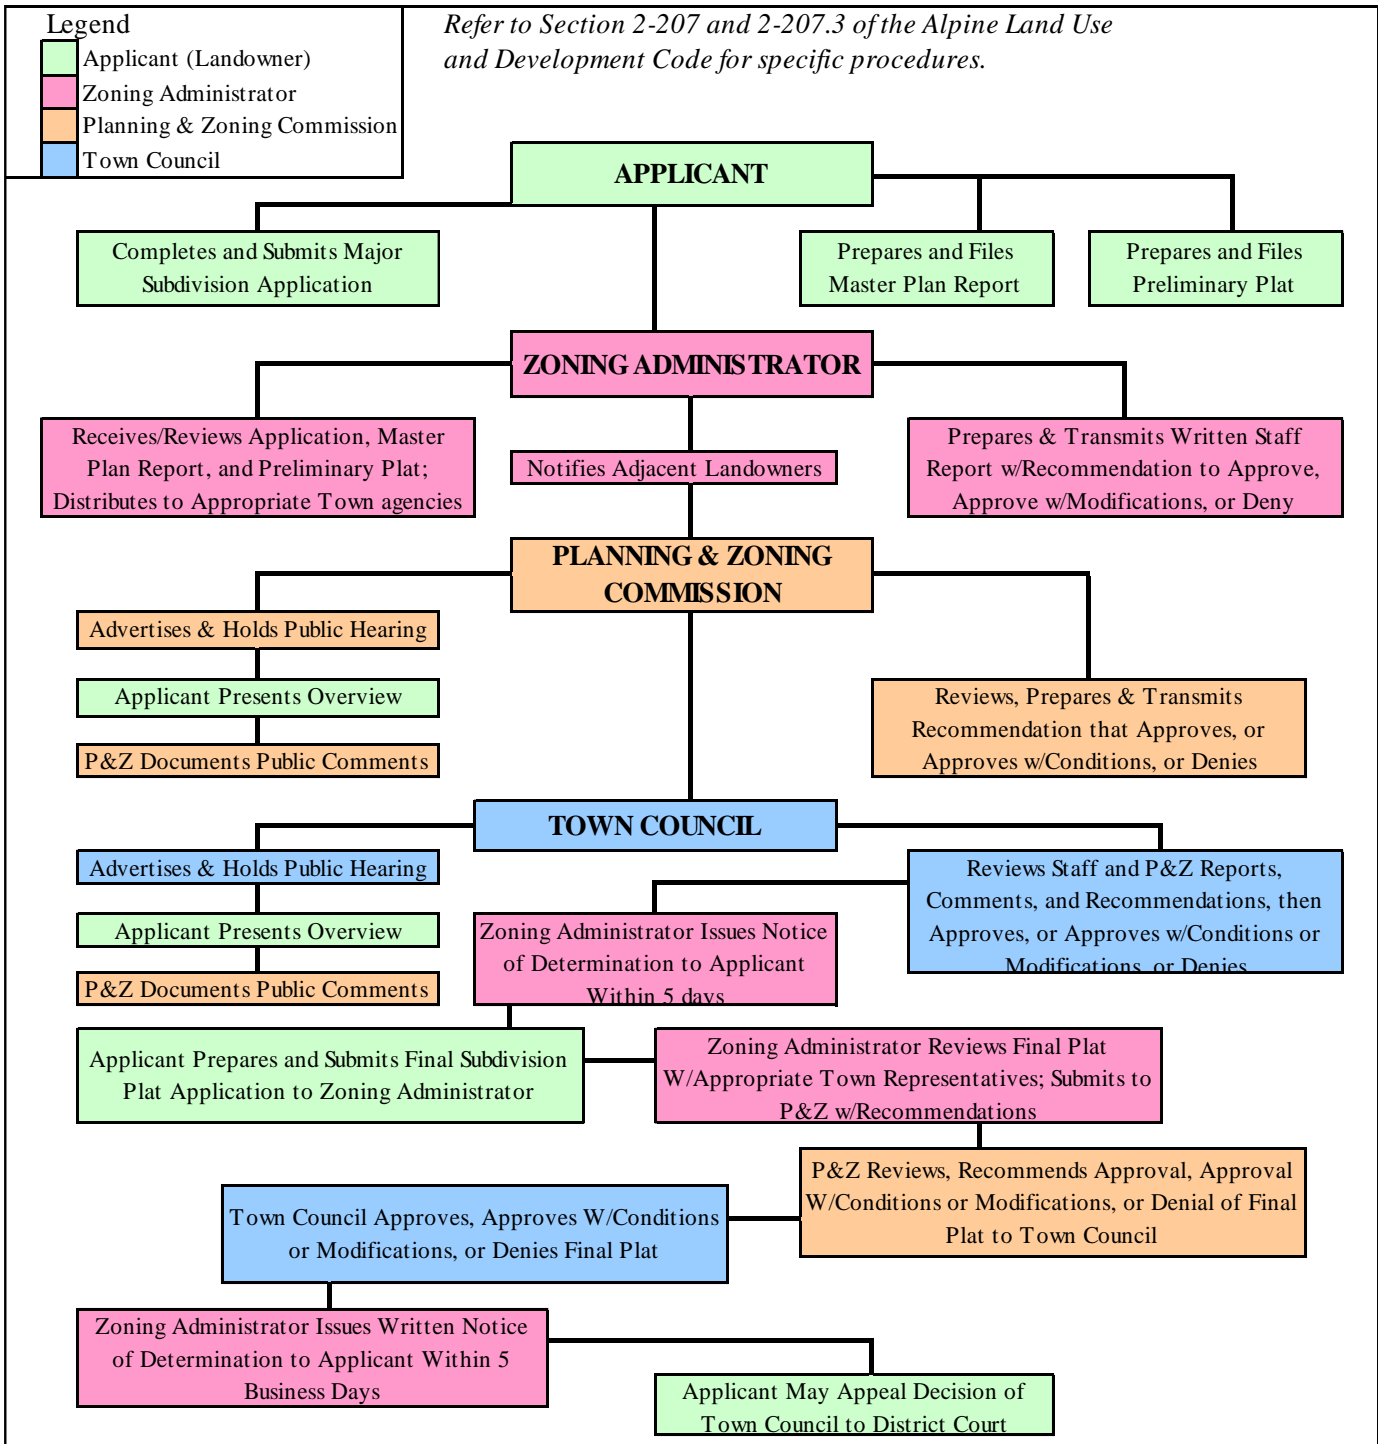 Legend
Applicant (Landowner)
Zoning Administrator
Planning & Zoning Commission
Town Council
Refer to Section 2-207 and 2-207.3 of the Alpine Land Use
and Development Code for specific procedures.
APPLICANT
Completes and Submits Major
Subdivision Application
Prepares and Files
Master Plan Report
Prepares and Files
Preliminary Plat
ZONING ADMINISTRATOR
Receives/Reviews Application, Master
Plan Report, and Preliminary Plat;
Distributes to Appropriate Town agencies
Notifies Adjacent Landowners
Prepares & Transmits Written Staff
Report w/Recommendation to Approve,
Approve w/Modifications, or Deny
PLANNING & ZONING
COMMISSION
Advertises & Holds Public Hearing
Applicant Presents Overview
P&Z Documents Public Comments
Reviews, Prepares & Transmits
Recommendation that Approves, or
Approves w/Conditions, or Denies
TOWN COUNCIL
Advertises & Holds Public Hearing
Applicant Presents Overview
P&Z Documents Public Comments
Reviews Staff and P&Z Reports,
Comments, and Recommendations, then
Approves, or Approves w/Conditions or
Modifications, or Denies
Zoning Administrator Issues Notice
of Determination to Applicant
Within 5 days
Applicant Prepares and Submits Final Subdivision
Plat Application to Zoning Administrator
Zoning Administrator Reviews Final Plat
W/Appropriate Town Representatives; Submits to
P&Z w/Recommendations
P&Z Reviews, Recommends Approval, Approval
W/Conditions or Modifications, or Denial of Final
Plat to Town Council
Town Council Approves, Approves W/Conditions
or Modifications, or Denies Final Plat
Zoning Administrator Issues Written Notice
of Determination to Applicant Within 5
Business Days
Applicant May Appeal Decision of
Town Council to District Court